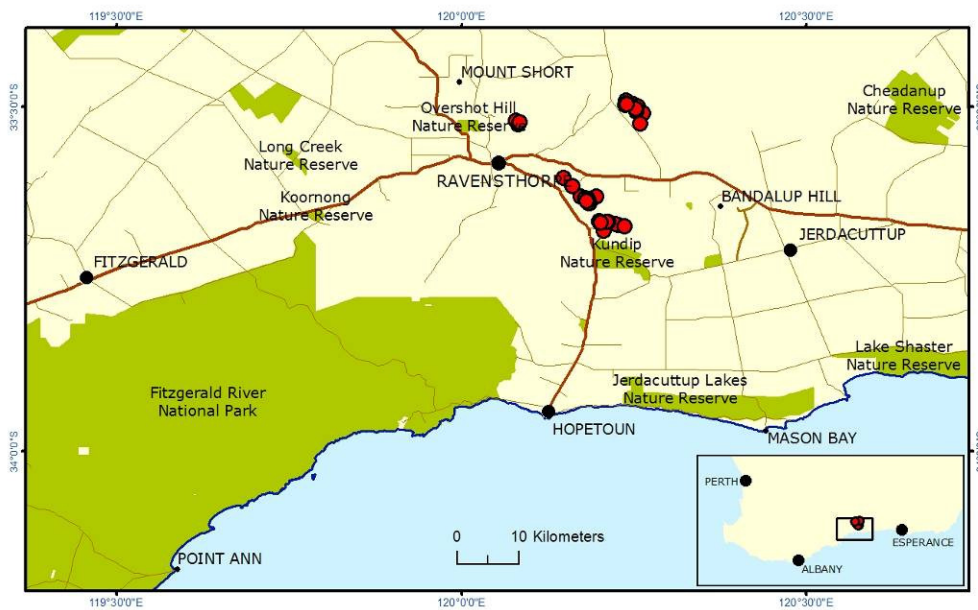 119°30'0"E
120°0'0"E
120°30'0"E
MOUNT SHORT
Cheadanup
Nature Reserve
33°30'0"S
Overshot Hill
Nature Reserve
Long Creek
Nature Reserve
RAVENSTHORPE
Koornong
Nature Reserve
BANDALUP HILL
JERDACUTTUP
Kundip
Nature Reserve
FITZGERALD
Lake Shaster
Nature Reserve
Fitzgerald River
National Park
Jerdacuttup Lakes
Nature Reserve
HOPETOUN
MASON BAY
34°0'0"S
PERTH
ESPERANCE
ALBANY
0 10 Kilometers
POINT ANN
119°30'0"E
120°0'0"E
120°30'0"E